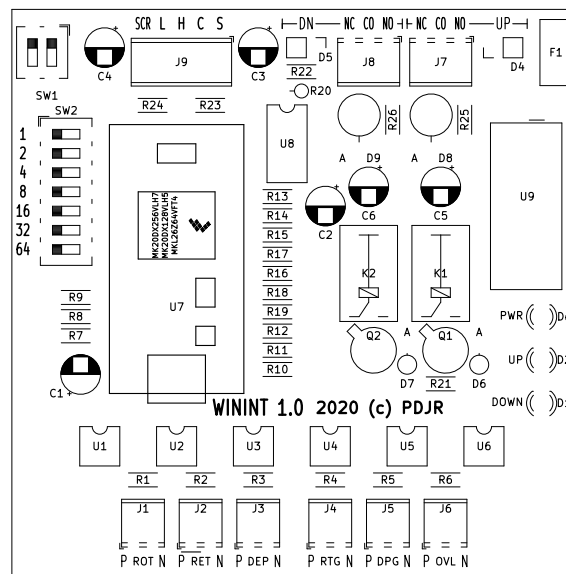 SCR L H C S
DN
NC CO NO
NC CO NO
UP
C4
J9
C3
D5
J8
J7
D4
F1
R22
R20
SW1
SW2
R24
R23
U8
R26
R25
1
2
4
8
16
32
64
A
D9
A
D8
U9
MK20DX256VLH7
MK20DX128VLH5
MKL26Z64VFT4
R13
R14
R15
R17
R16
R18
R19
R12
R11
R10
C2
C6
C5
K2
K1
U7
R9
R8
R7
C1
PWR
UP
DOWN
Q2
A
Q1
A
D7
R21
D6
WININT 1.0 2020 (c) PDJR
U1
U2
U3
U4
U5
U6
R1
R2
R3
R4
R5
R6
J1
J2
J3
J4
J5
J6
P ROT N
P RET N
P DEP N
P RTG N
P DPG N
P OVL N